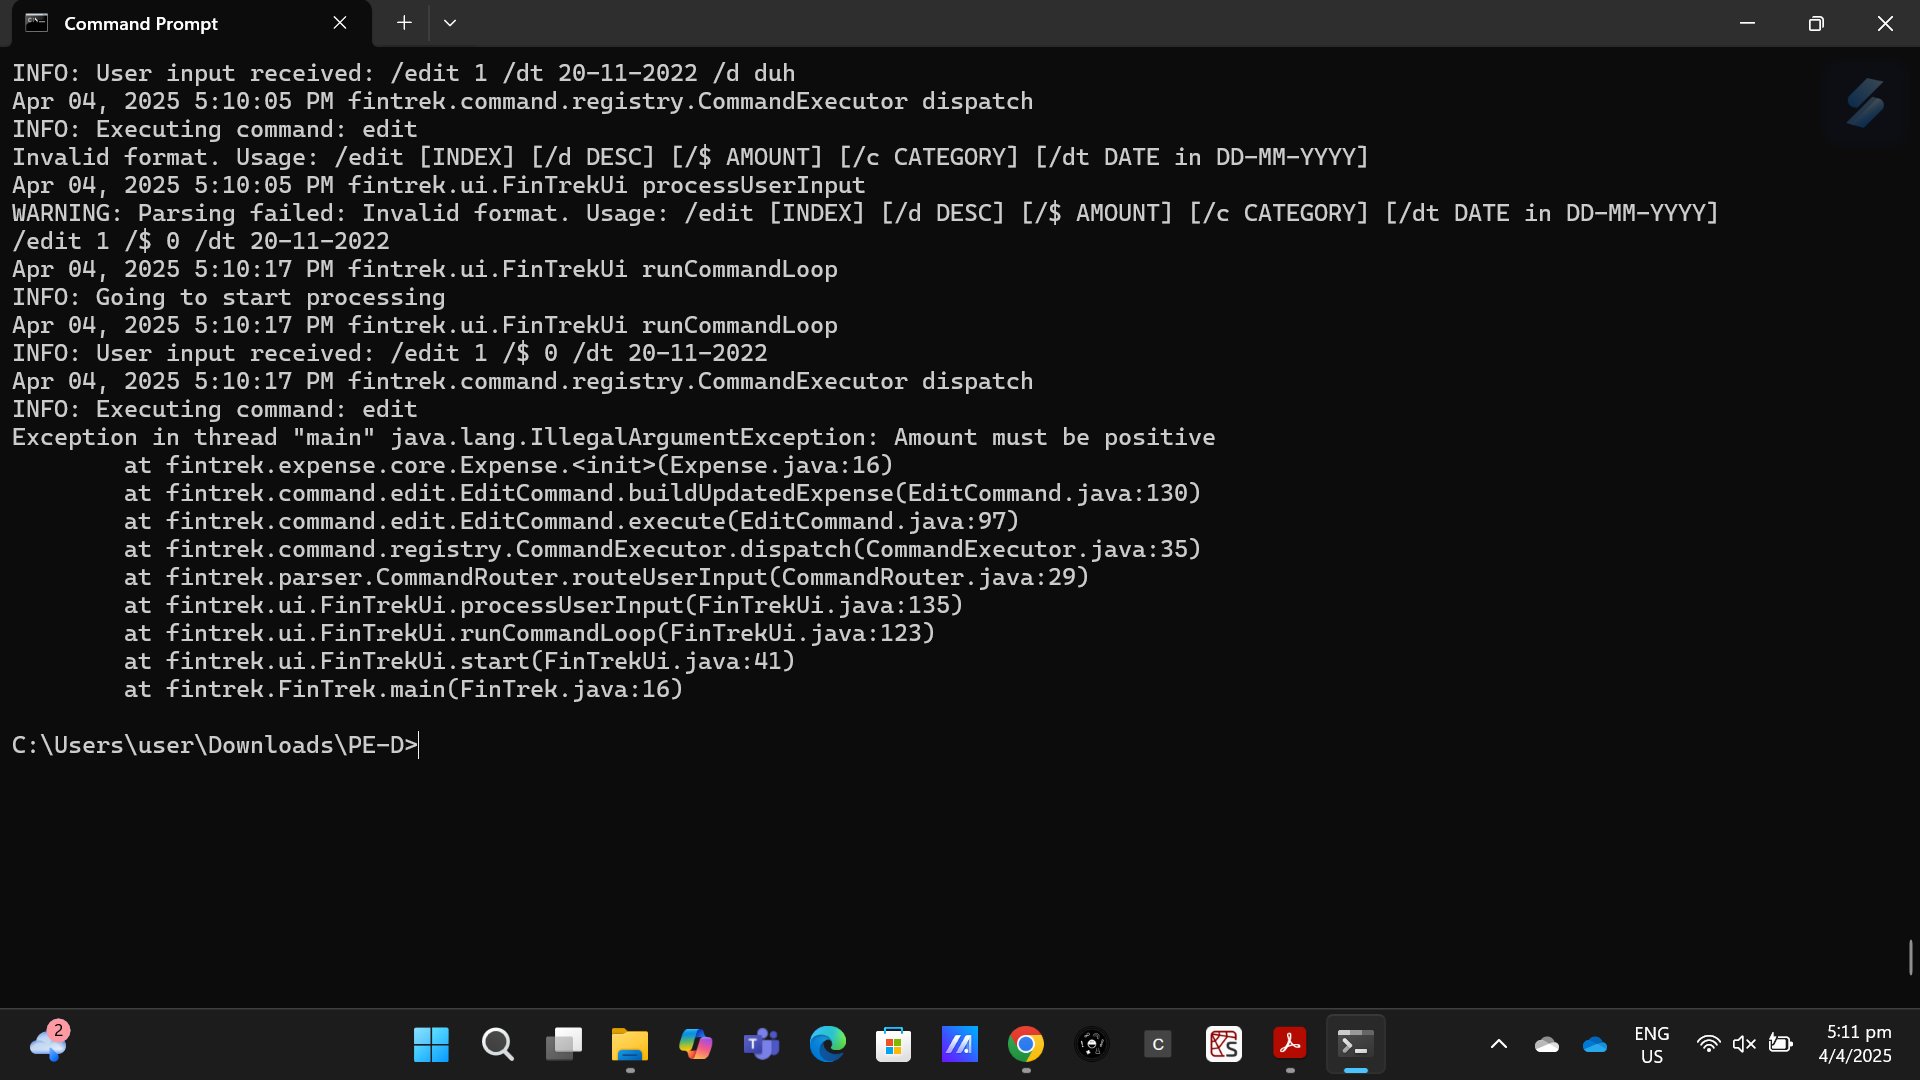 Command Prompt
INFO: User input received: /edit 1 /dt 20-11-2022 /d duh
Apr 04, 2025 5:10:05 PM fintrek.command.registry.CommandExecutor dispatch
INFO: Executing command: edit
Invalid format. Usage: /edit [INDEX] [/d DESC] [/$ AMOUNT] [/c CATEGORY] [/dt DATE in DD-MM-YYYY]
Apr 04, 2025 5:10:05 PM fintrek.ui.FinTrekUi processUserInput
WARNING: Parsing failed: Invalid format. Usage: /edit [INDEX] [/d DESC] [/$ AMOUNT] [/c CATEGORY] [/dt DATE in DD-MM-YYYY]
/edit 1 /$ 0 /dt 20-11-2022
Apr 04, 2025 5:10:17 PM fintrek.ui.FinTrekUi runCommandLoop
INFO: Going to start processing
Apr 04, 2025 5:10:17 PM fintrek.ui.FinTrekUi runCommandLoop
INFO: User input received: /edit 1 /$ 0 /dt 20-11-2022
Apr 04, 2025 5:10:17 PM fintrek.command.registry.CommandExecutor dispatch
INFO: Executing command: edit
Exception in thread "main" java.lang.IllegalArgumentException: Amount must be positive
at fintrek.expense.core.Expense.<init>(Expense.java:16)
at fintrek.command.edit.EditCommand.buildUpdatedExpense(EditCommand.java:130)
at fintrek.command.edit.EditCommand.execute(EditCommand.java:97)
at fintrek.command.registry.CommandExecutor.dispatch(CommandExecutor.java:35)
at fintrek.parser.CommandRouter.routeUserInput(CommandRouter.java:29)
at fintrek.ui.FinTrekUi.processUserInput(FinTrekUi.java:135)
at fintrek.ui.FinTrekUi.runCommandLoop(FinTrekUi.java:123)
at fintrek.ui.FinTrekUi.start(FinTrekUi.java:41)
at fintrek.FinTrek.main(FinTrek.java:16)
C:\Users\user\Downloads\PE-D>
2
C
ENG
US
5:11 pm
4/4/2025